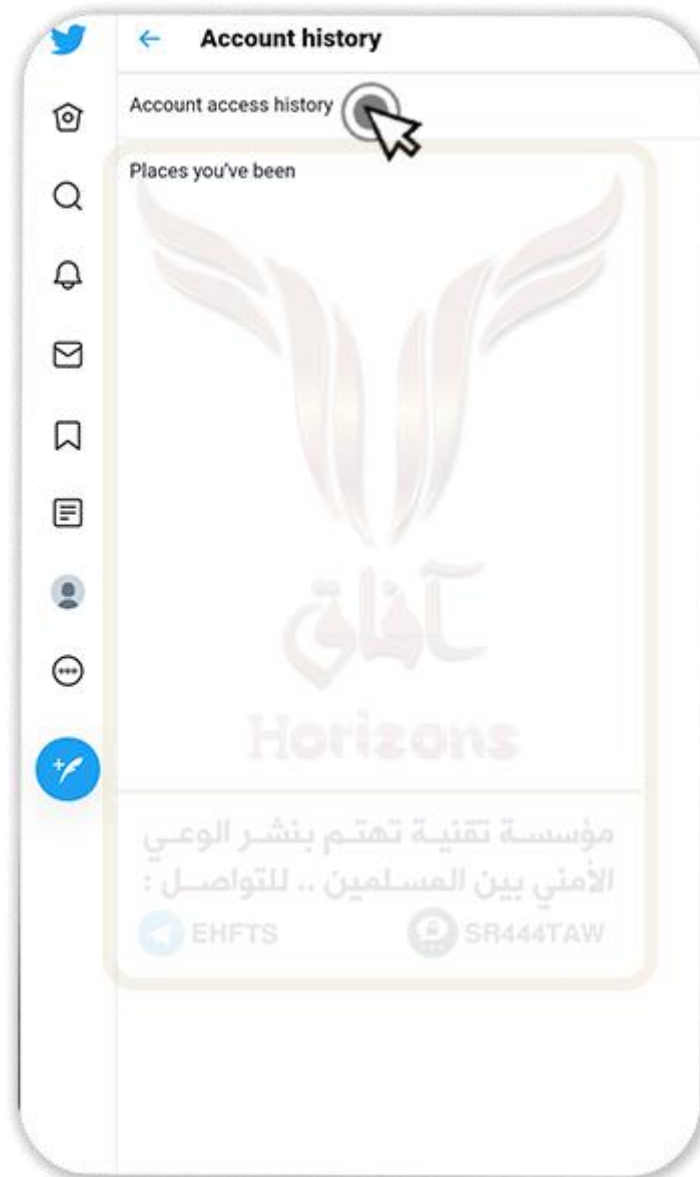 Account history
Account access history
Places you've been
آفاق
Horizons
مؤسسة تقنية تهتم بنشر الوعي
الأمني بين المسلمين .. للتواصل :
EHFTS
SR444TAW